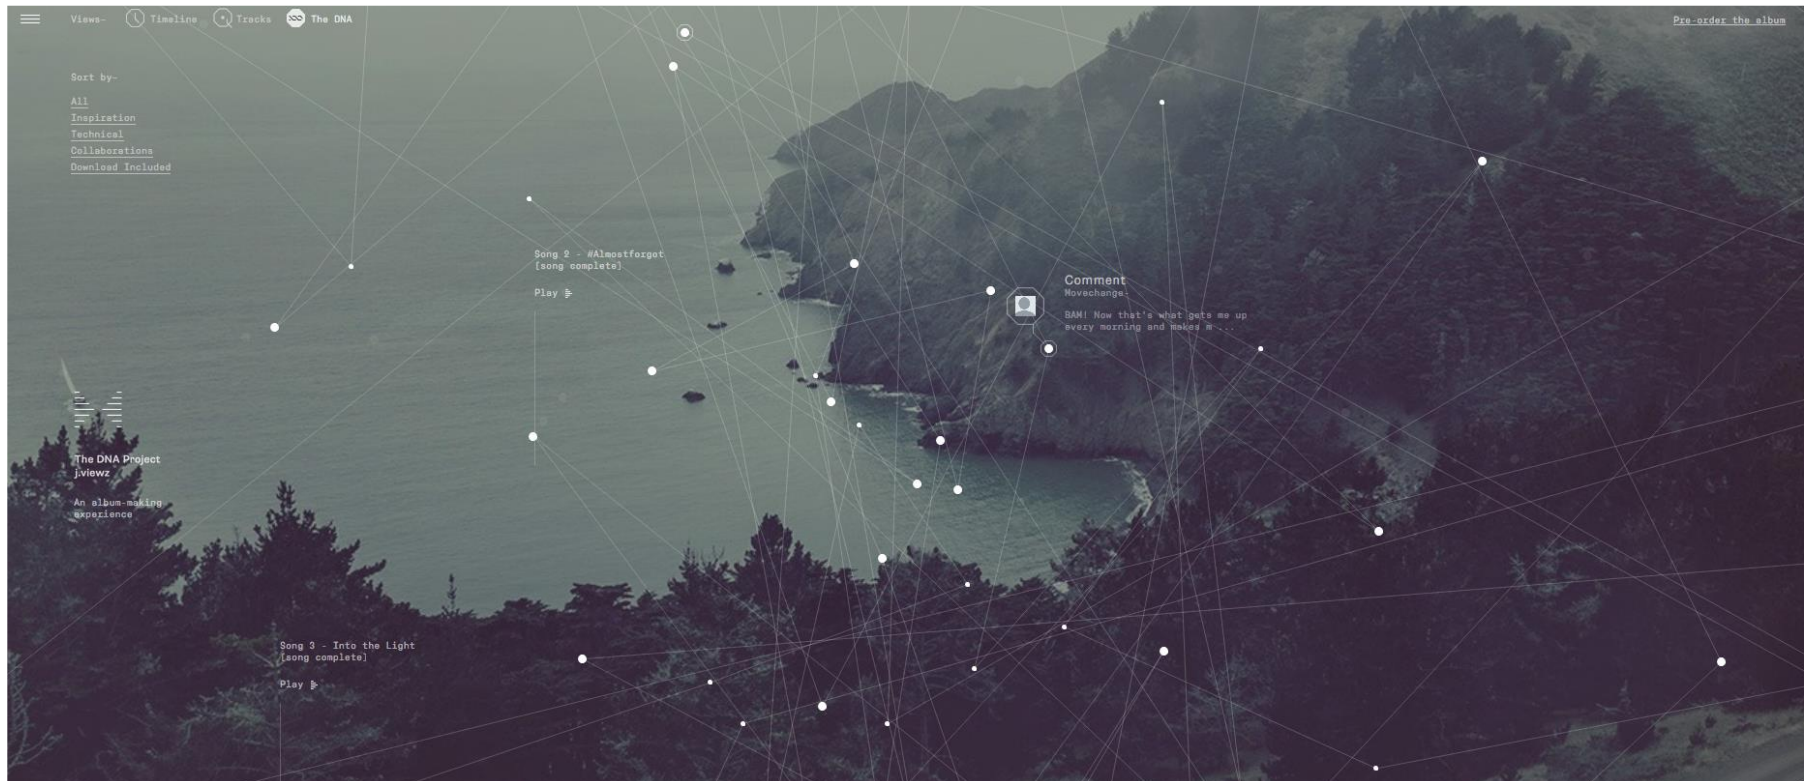 Views- Timeline Tracks The DNA
Pre-order the album
Sort by-
All
Inspiration
Technical
Collaborations
Download Included
Song 2 - #Almostforgot
[song complete]
Play
Comment
Movechange-
BAM! Now that's what gets me up
every morning and makes m ...
The DNA Project
j.viewz
An album-making
experience
Song 3 - Into the Light
[song complete]
Play